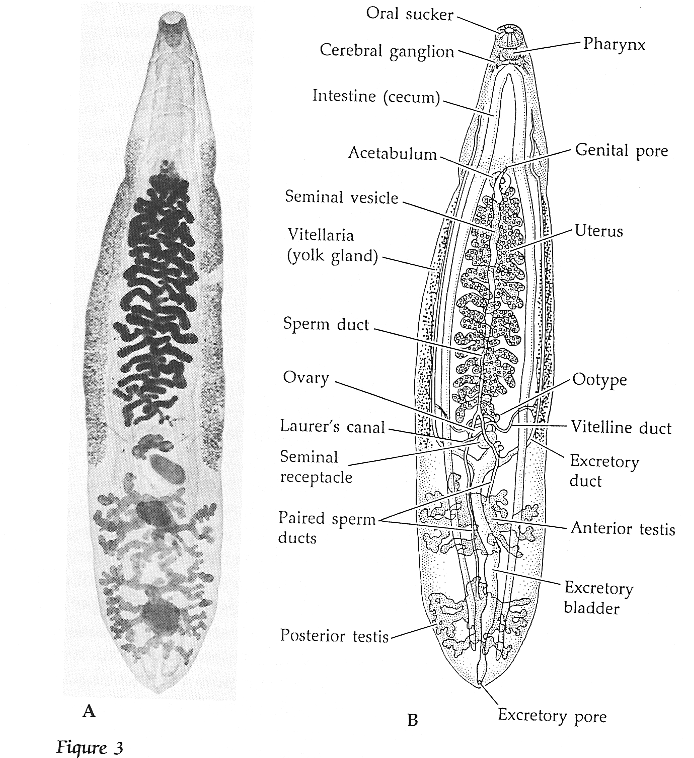 Oral sucker
Pharynx
Cerebral ganglion
Intestine (cecum)
Acetabulum
Genital pore
Seminal vesicle
Uterus
Vitellaria
(yolk gland)
Sperm duct
Ovary
Ootype
Laurer's canal
Vitelline duct
Seminal
receptacle
Excretory
duct
Paired sperm
ducts
Anterior testis
Excretory
bladder
Posterior testis
Excretory pore
A
B
Figure 3